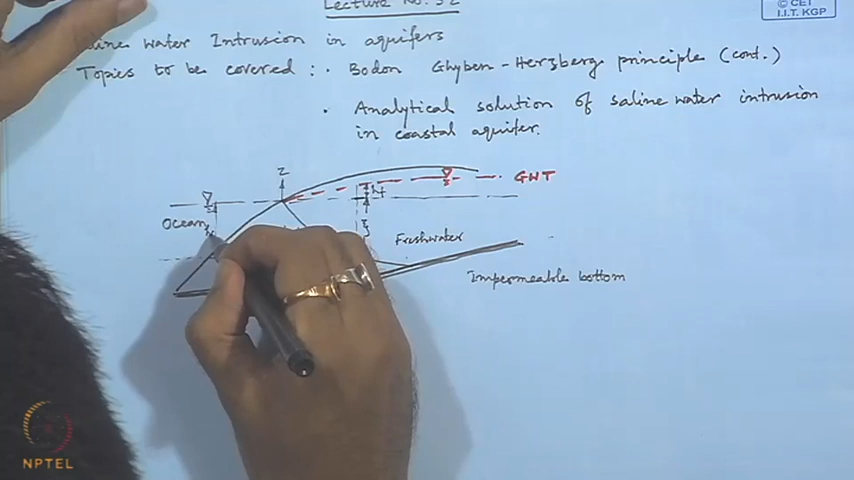 Lecture No. 32
© CET
I.I.T. KGP
Saline water Intrusion in aquifers
Topics to be covered : · Bodon Ghyben-Herzberg principle (cont.)
· Analytical solution of saline water intrusion
in coastal aquifer.
z
GWT
hf
Ocean
ξ
Freshwater
Impermeable bottom
NPTEL